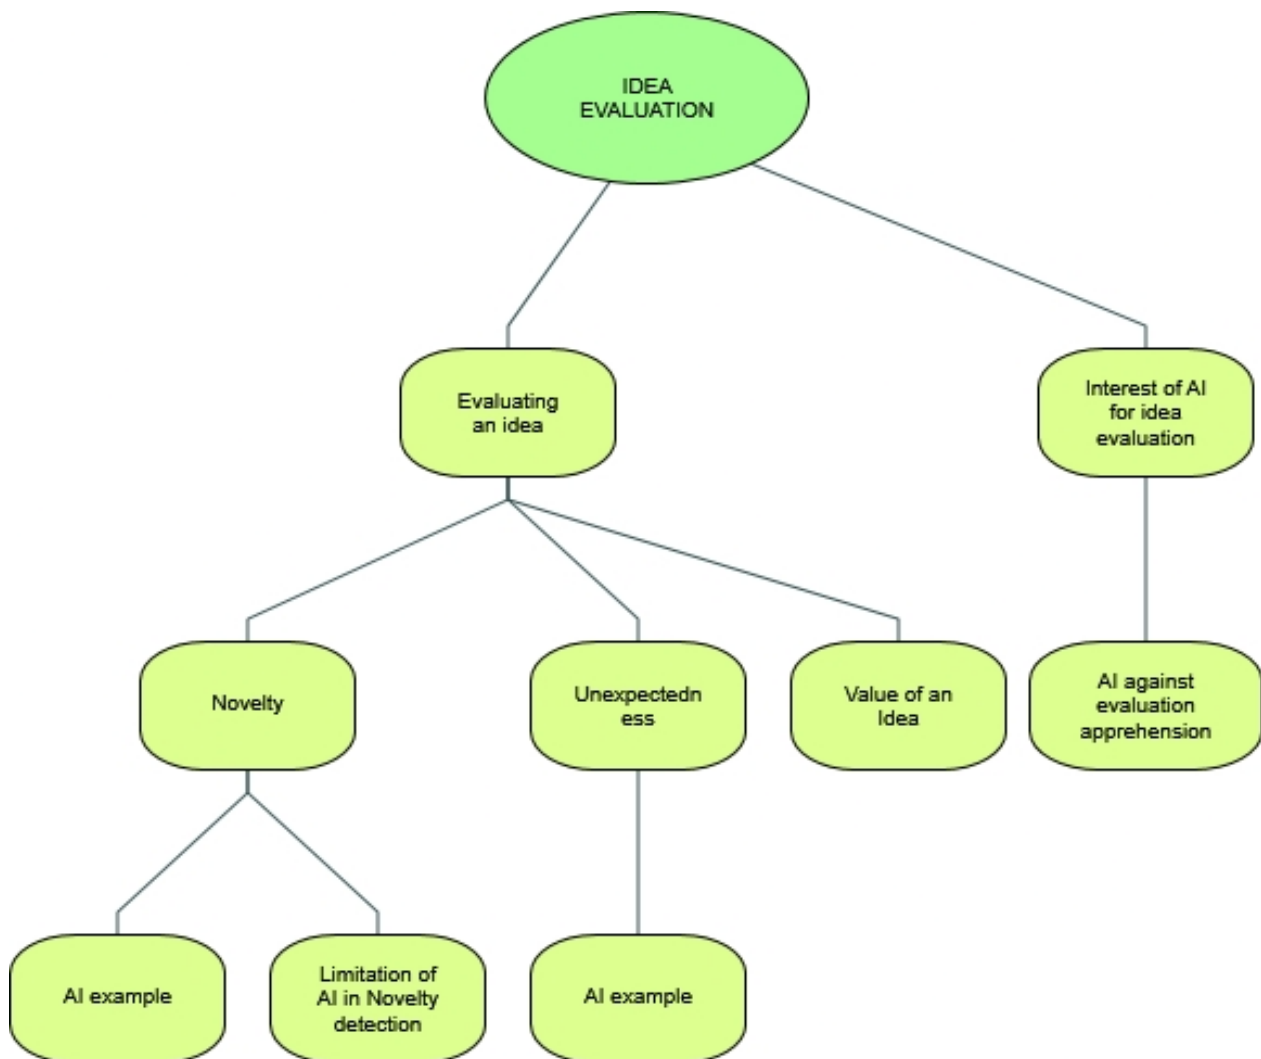 IDEA
EVALUATION
Evaluating
an idea
Interest of AI
for idea
evaluation
Novelty
Unexpectedn
ess
Value of an
Idea
AI against
evaluation
apprehension
AI example
Limitation of
AI in Novelty
detection
AI example